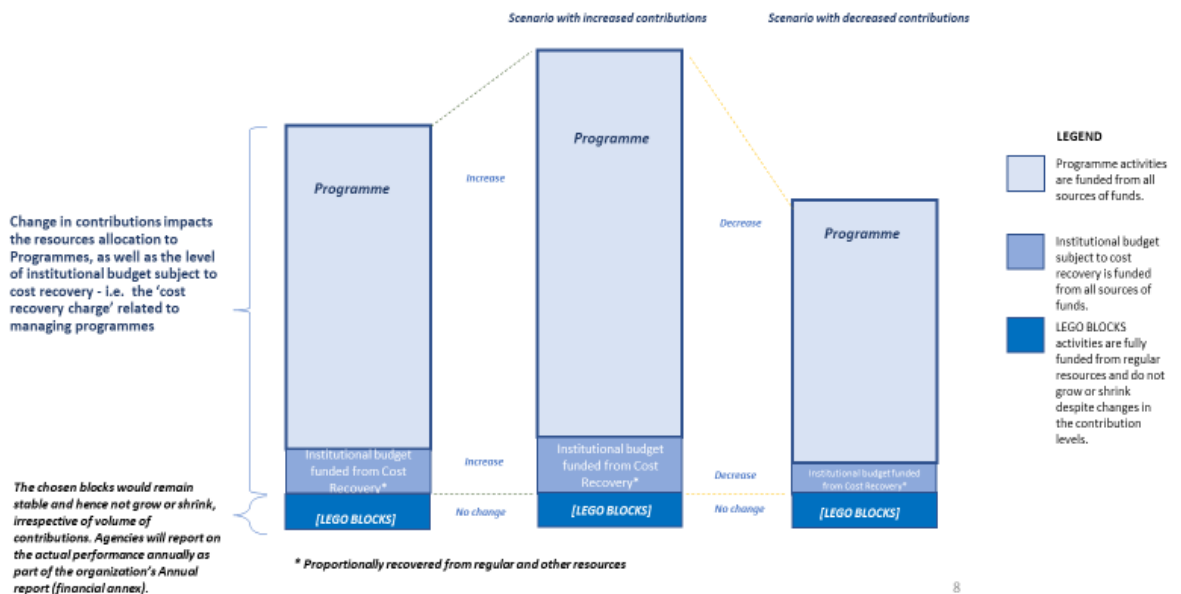 Scenario with increased contributions
Scenario with decreased contributions
Programme
Programme
Programme
Increase
Decrease
Change in contributions impacts
the resources allocation to
Programmes, as well as the level
of institutional budget subject to
cost recovery - i.e. the ‘cost
recovery charge’ related to
managing programmes
Institutional budget
funded from Cost
Recovery*
Increase
Institutional budget
funded from Cost
Recovery*
Decrease
Institutional budget funded
from Cost Recovery*
The chosen blocks would remain
stable and hence not grow or shrink,
irrespective of volume of
contributions. Agencies will report on
the actual performance annually as
part of the organization’s Annual
report (financial annex).
[LEGO BLOCKS]
No change
[LEGO BLOCKS]
No change
[LEGO BLOCKS]
* Proportionally recovered from regular and other resources
LEGEND
Programme activities
are funded from all
sources of funds.
Institutional budget
subject to cost
recovery is funded
from all sources of
funds.
LEGO BLOCKS
activities are fully
funded from regular
resources and do not
grow or shrink
despite changes in
the contribution
levels.
8